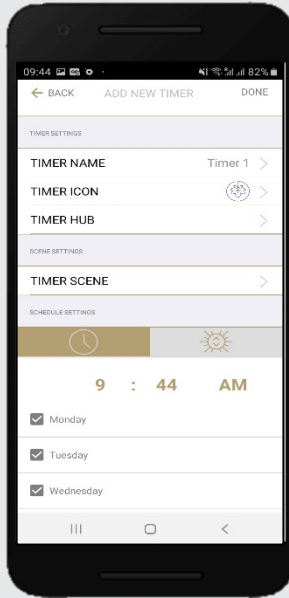 09:44 82%
← BACK ADD NEW TIMER DONE
TIMER SETTINGS
TIMER NAME Timer 1 >
TIMER ICON >
TIMER HUB >
SCENE SETTINGS
TIMER SCENE >
SCHEDULE SETTINGS
9 : 44 AM
Monday
Tuesday
Wednesday